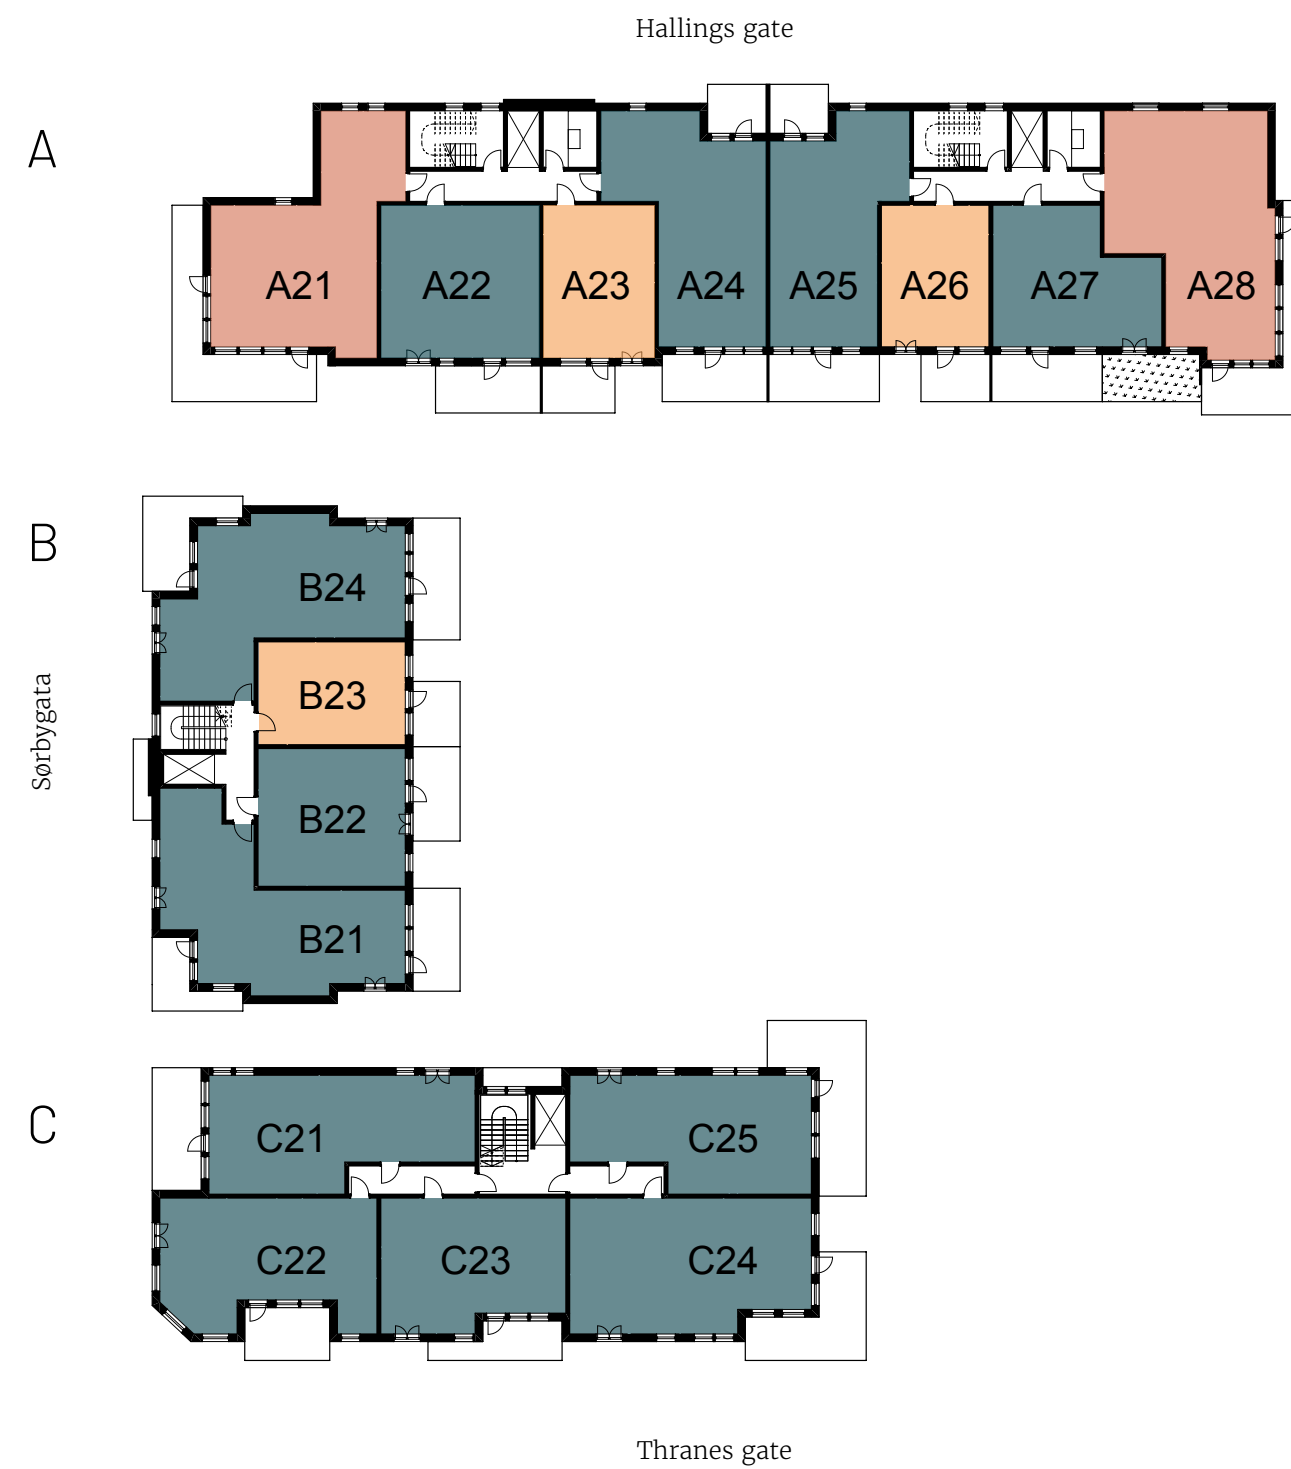 Hallings gate
A
A21 A22 A23 A24 A25 A26 A27 A28
B
B24
B23
Sørbygata
B22
B21
C
C21 C25
C22 C23 C24
Thranes gate